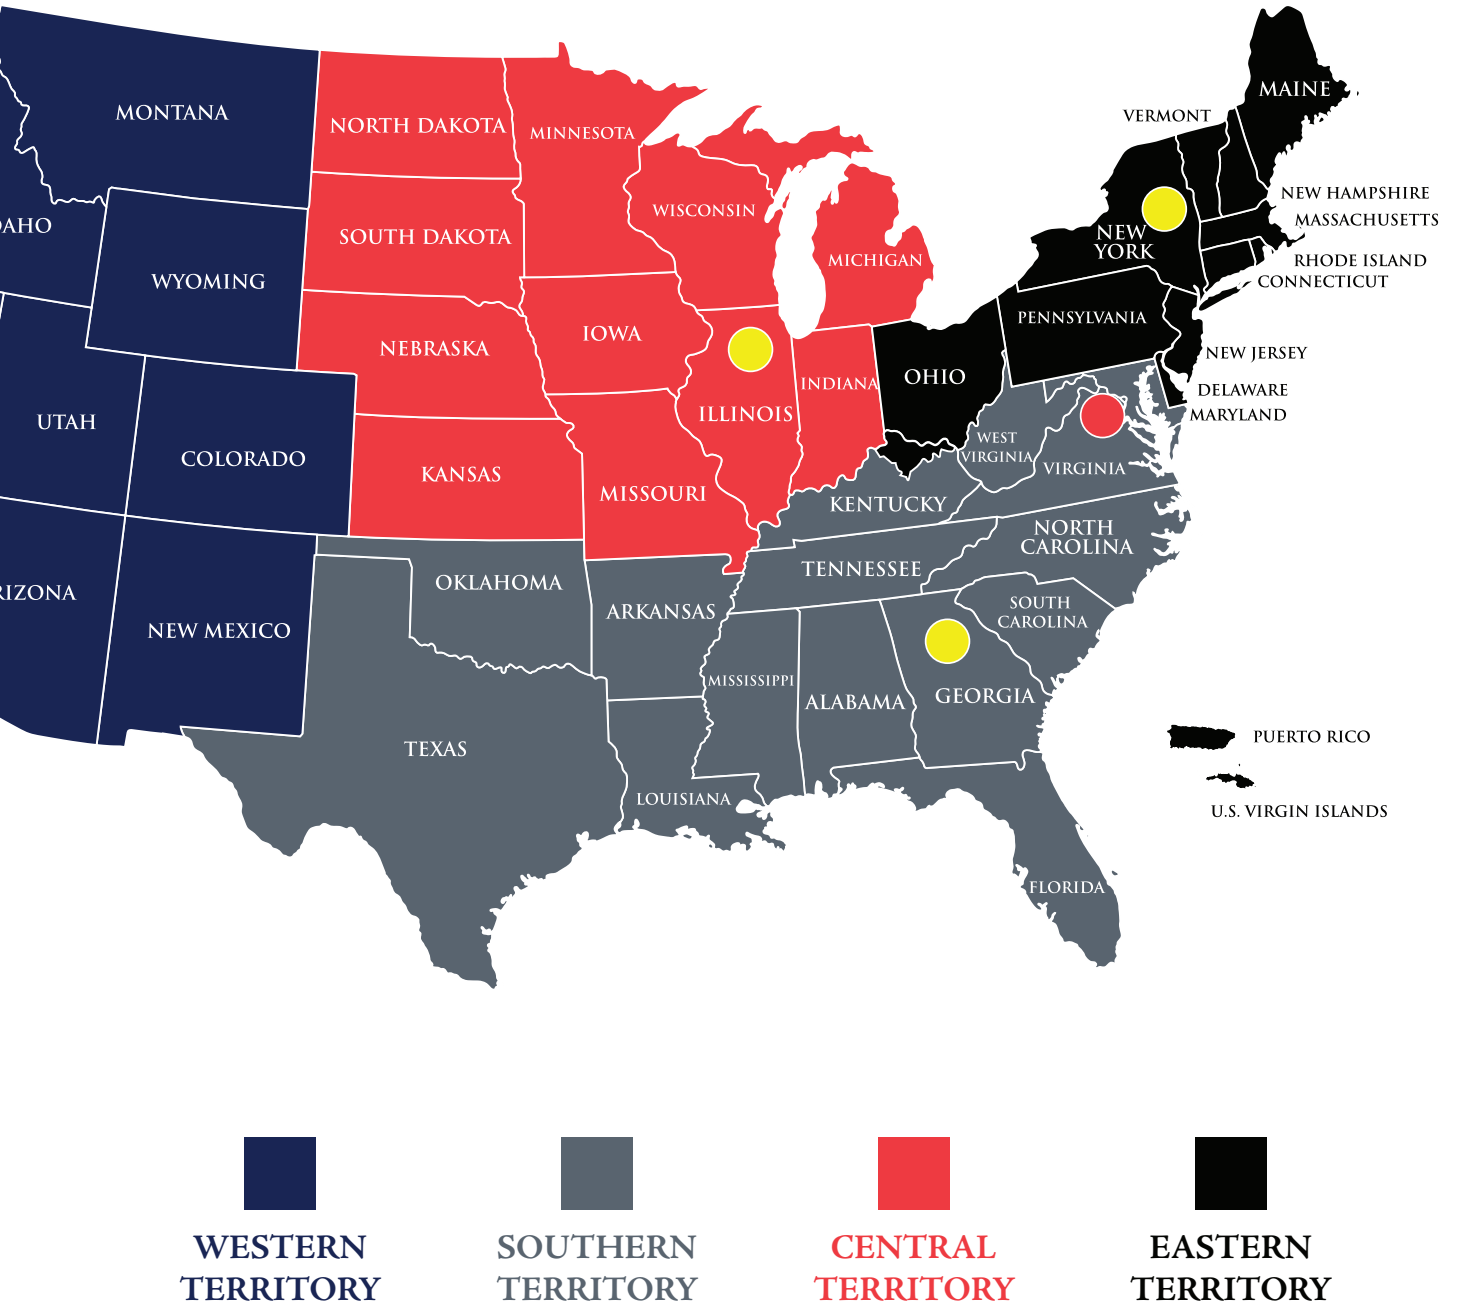 MAINE
VERMONT
MONTANA
NORTH DAKOTA
MINNESOTA
NEW HAMPSHIRE
MASSACHUSETTS
WISCONSIN
DAHO
SOUTH DAKOTA
NEW
YORK
MICHIGAN
RHODE ISLAND
CONNECTICUT
WYOMING
PENNSYLVANIA
IOWA
NEBRASKA
NEW JERSEY
OHIO
INDIANA
DELAWARE
MARYLAND
ILLINOIS
UTAH
WEST
VIRGINIA
COLORADO
VIRGINIA
KANSAS
MISSOURI
KENTUCKY
NORTH
CAROLINA
TENNESSEE
OKLAHOMA
RIZONA
ARKANSAS
SOUTH
CAROLINA
NEW MEXICO
MISSISSIPPI
GEORGIA
ALABAMA
PUERTO RICO
TEXAS
LOUISIANA
U.S. VIRGIN ISLANDS
FLORIDA
WESTERN
TERRITORY
SOUTHERN
TERRITORY
CENTRAL
TERRITORY
EASTERN
TERRITORY